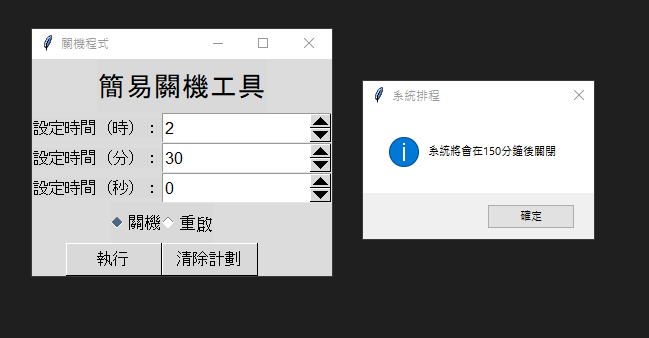 關機程式
簡易關機工具
設定時間（時）： 2
設定時間（分）： 30
設定時間（秒）： 0
關機 重啟
執行 清除計劃
系統排程
系統將會在150分鐘後關閉
確定